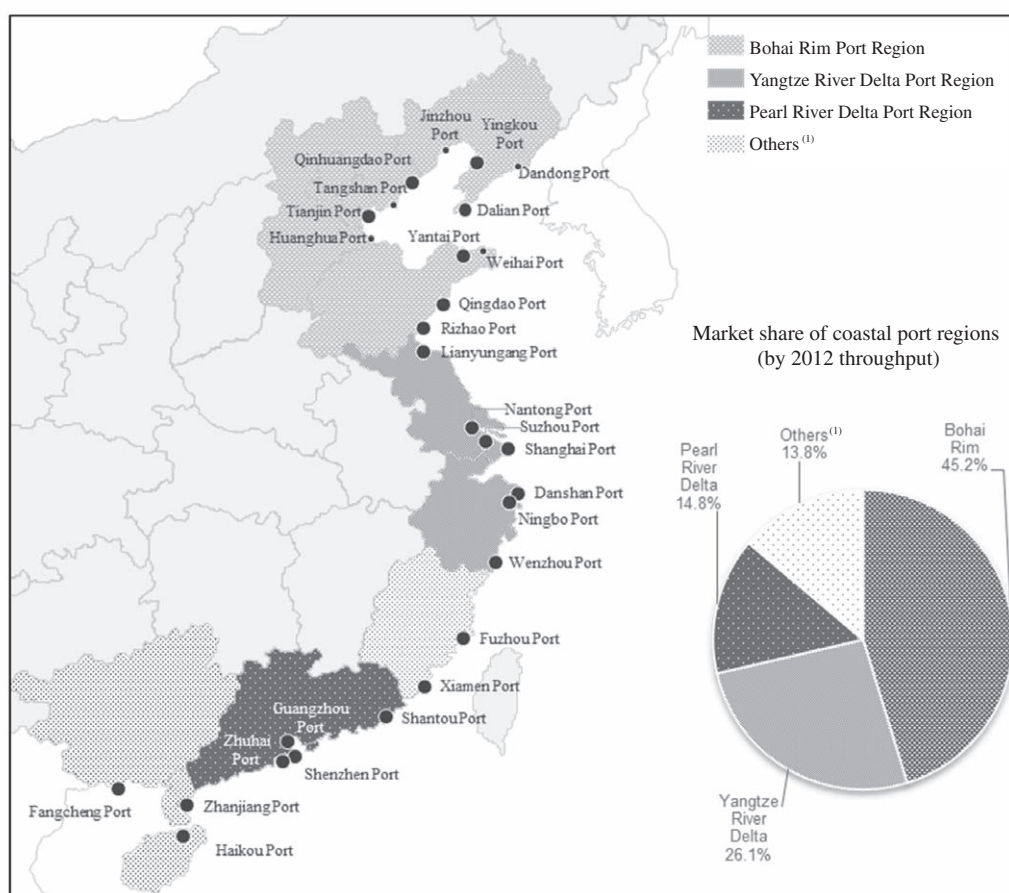 Bohai Rim Port Region
Yangtze River Delta Port Region
Pearl River Delta Port Region
Others (1)
Jinzhou
Port
Yingkou
Port
Qinhuangdao Port
Dandong Port
Tangshan Port
Tianjin Port
Dalian Port
Huanghua Port
Yantai Port
Weihai Port
Qingdao Port
Rizhao Port
Lianyungang Port
Nantong Port
Suzhou Port
Shanghai Port
Danshan Port
Ningbo Port
Wenzhou Port
Fuzhou Port
Xiamen Port
Shantou Port
Guangzhou
Port
Zhuhai
Port
Shenzhen Port
Fangcheng Port
Zhanjiang Port
Haikou Port
Market share of coastal port regions
(by 2012 throughput)
Others (1)
13.8%
Bohai
Rim
45.2%
Pearl
River
Delta
14.8%
Yangtze
River
Delta
26.1%